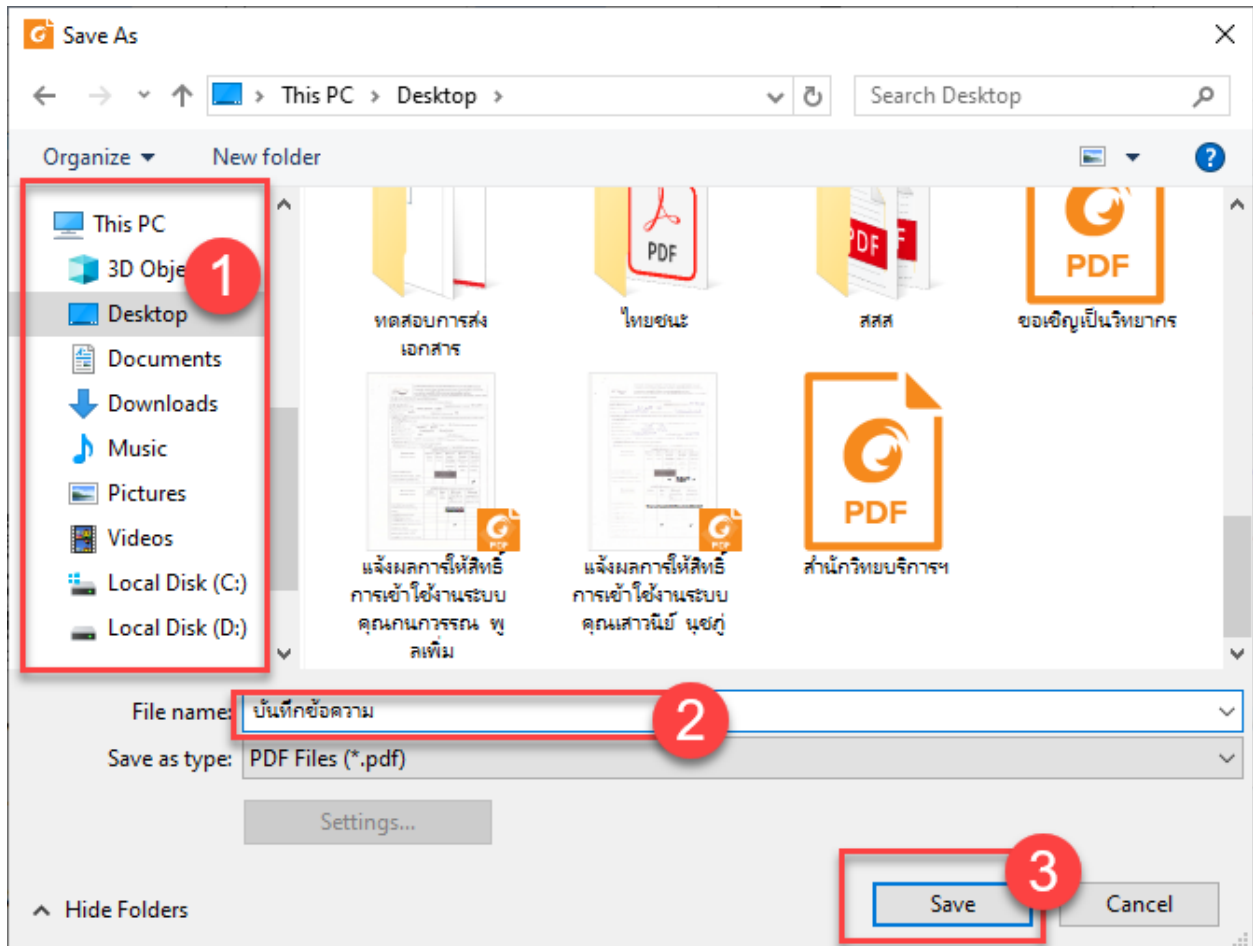 Save As
This PC > Desktop >
Search Desktop
Organize
New folder
This PC
3D Obje
1
Desktop
Documents
Downloads
Music
Pictures
Videos
Local Disk (C:)
Local Disk (D:)
PDF
PDF
F
PDF
ทดสอบการส่ง
เอกสาร
ไทยชนะ
สสส
ขอเชิญเป็นวิทยากร
PDF
PDF
PDF
แจ้งผลการให้สิทธิ์
การเข้าใช้งานระบบ
คุณกนกวรรณ พู
ลเพิ่ม
แจ้งผลการให้สิทธิ์
การเข้าใช้งานระบบ
คุณเสาวนีย์ นุชภู่
สำนักวิทยบริการฯ
File name: บันทึกข้อความ
2
Save as type: PDF Files (*.pdf)
Settings...
Hide Folders
Save
3
Cancel